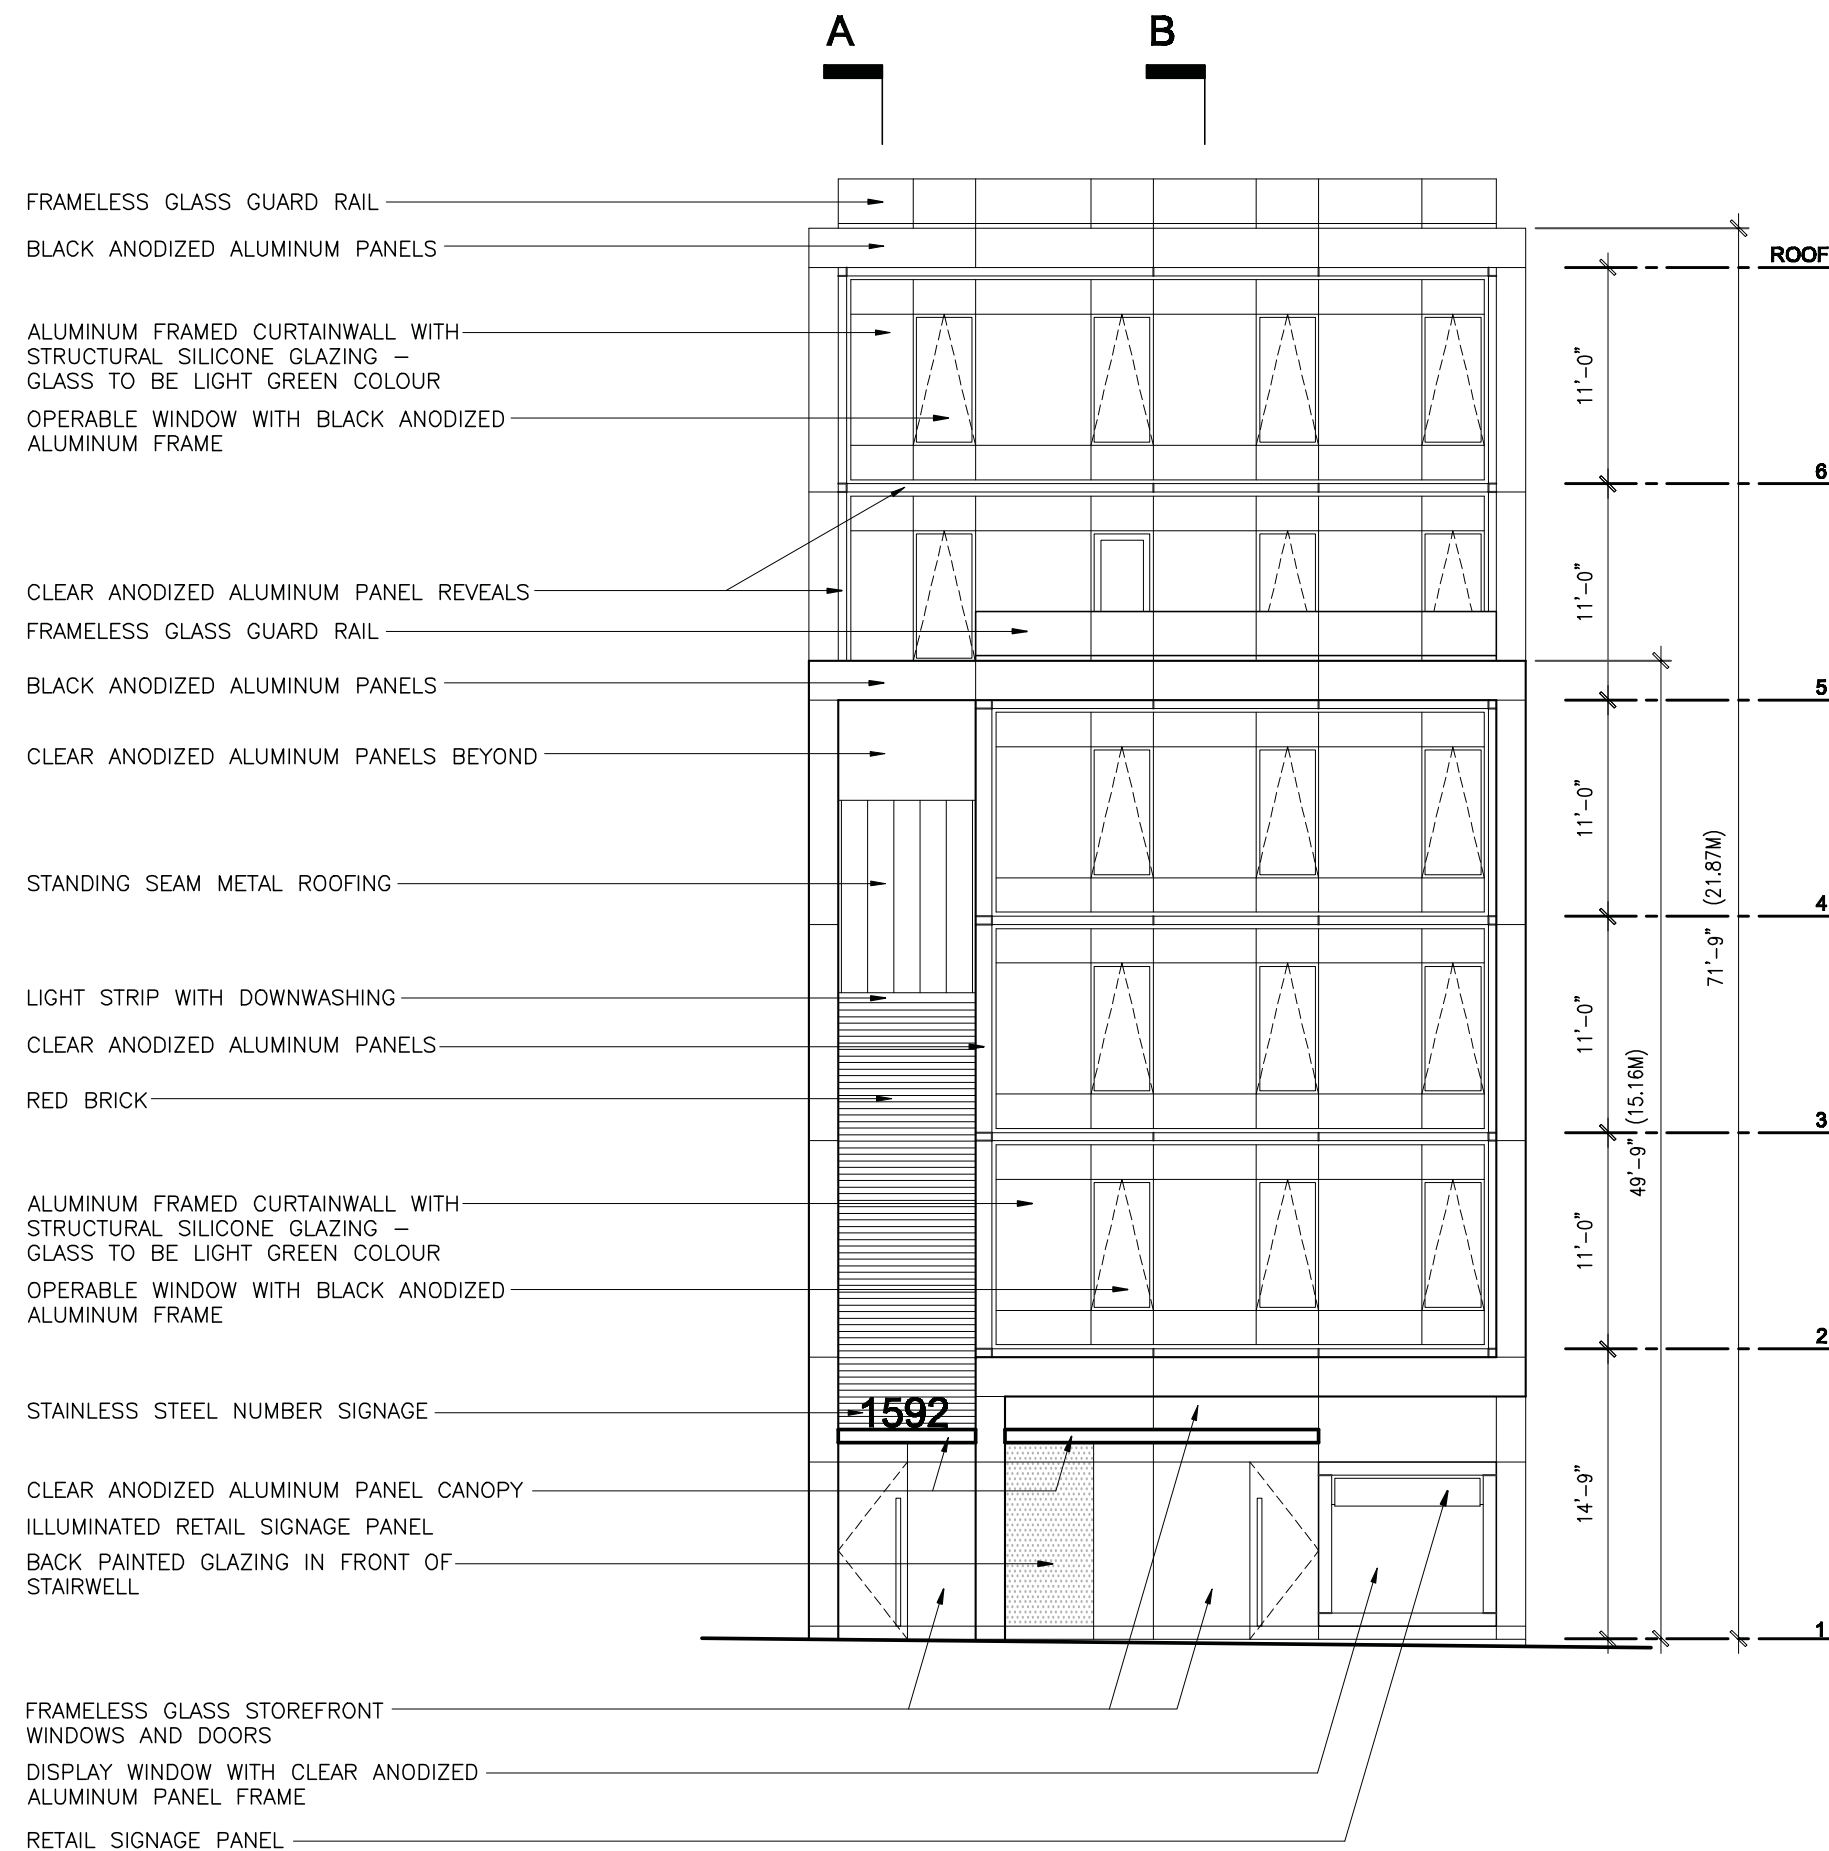 A
B
FRAMELESS GLASS GUARD RAIL
BLACK ANODIZED ALUMINUM PANELS
ROOF
ALUMINUM FRAMED CURTAINWALL WITH
STRUCTURAL SILICONE GLAZING –
GLASS TO BE LIGHT GREEN COLOUR
11'-0"
OPERABLE WINDOW WITH BLACK ANODIZED
ALUMINUM FRAME
6
CLEAR ANODIZED ALUMINUM PANEL REVEALS
11'-0"
FRAMELESS GLASS GUARD RAIL
BLACK ANODIZED ALUMINUM PANELS
5
CLEAR ANODIZED ALUMINUM PANELS BEYOND
11'-0"
STANDING SEAM METAL ROOFING
71'-9" (21.87M)
4
LIGHT STRIP WITH DOWNWASHING
11'-0"
CLEAR ANODIZED ALUMINUM PANELS
RED BRICK
49'-9" (15.16M)
3
ALUMINUM FRAMED CURTAINWALL WITH
STRUCTURAL SILICONE GLAZING –
GLASS TO BE LIGHT GREEN COLOUR
11'-0"
OPERABLE WINDOW WITH BLACK ANODIZED
ALUMINUM FRAME
2
STAINLESS STEEL NUMBER SIGNAGE
1592
CLEAR ANODIZED ALUMINUM PANEL CANOPY
14'-9"
ILLUMINATED RETAIL SIGNAGE PANEL
BACK PAINTED GLAZING IN FRONT OF
STAIRWELL
1
FRAMELESS GLASS STOREFRONT
WINDOWS AND DOORS
DISPLAY WINDOW WITH CLEAR ANODIZED
ALUMINUM PANEL FRAME
RETAIL SIGNAGE PANEL